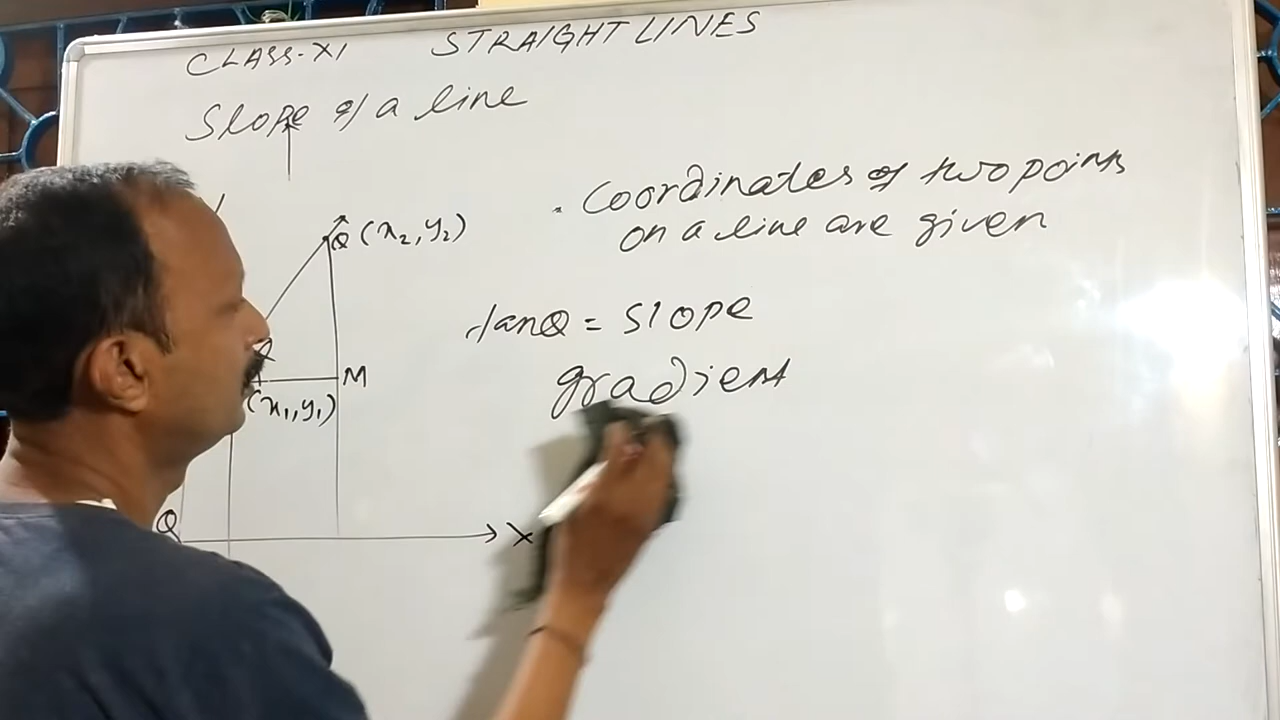 CLASS-XI STRAIGHT LINES
Slope of a line
. Coordinates of two points
on a line are given
Q (x₂, y₂)
tanθ = Slope
gradient
M
(x₁, y₁)
θ
X